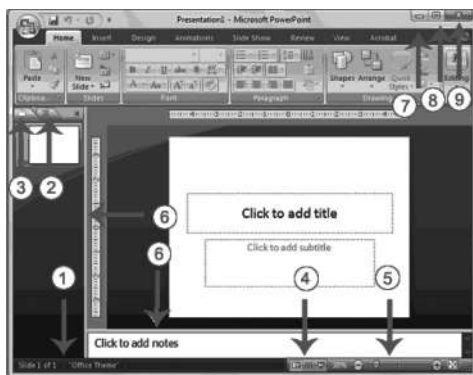 Presentation1 - Microsoft PowerPoint
Home Insert Design Animations Slide Show Review View Acrobat
Paste
New
Slide
Shapes Arrange Quick
Styles
Editing
Clipboa... Slides Font Paragraph Drawing
7 8 9
3 2
Click to add title
6
Click to add subtitle
1 6 4 5
Click to add notes
Slide 1 of 1 "Office Theme" 38%